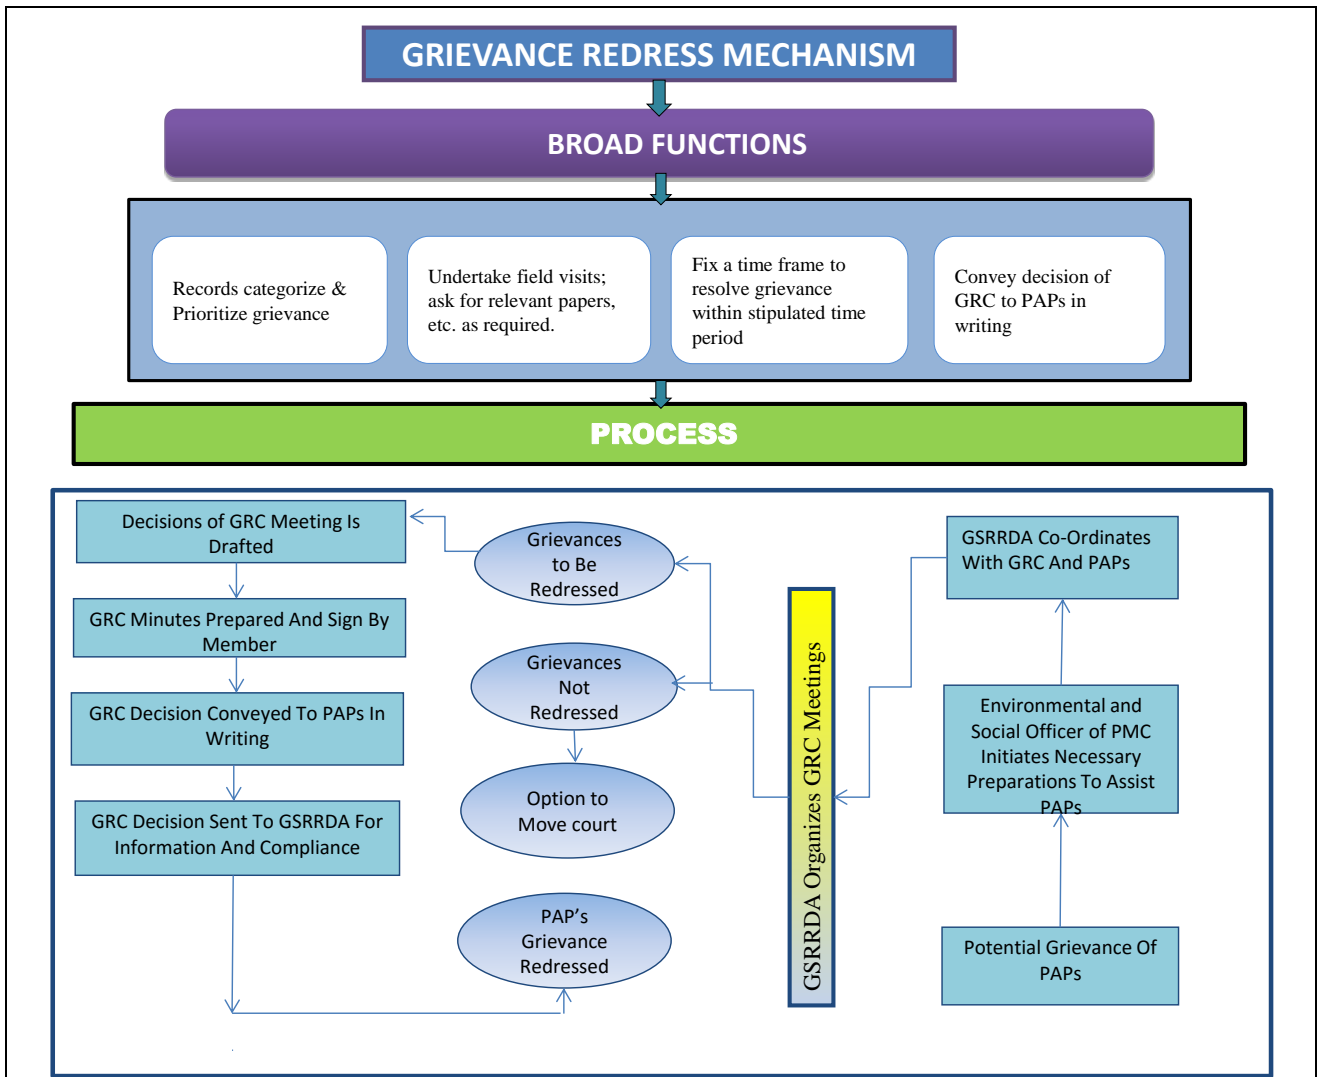 GRIEVANCE REDRESS MECHANISM
BROAD FUNCTIONS
Records categorize &
Prioritize grievance
Undertake field visits;
ask for relevant papers,
etc. as required.
Fix a time frame to
resolve grievance
within stipulated time
period
Convey decision of
GRC to PAPs in
writing
PROCESS
Decisions of GRC Meeting Is
Drafted
GRC Minutes Prepared And Sign By
Member
GRC Decision Conveyed To PAPs In
Writing
GRC Decision Sent To GSRRDA For
Information And Compliance
Grievances
to Be
Redressed
Grievances
Not
Redressed
Option to
Move court
PAP’s
Grievance
Redressed
GSRRDA Organizes GRC Meetings
GSRRDA Co-Ordinates
With GRC And PAPs
Environmental and
Social Officer of PMC
Initiates Necessary
Preparations To Assist
PAPs
Potential Grievance Of
PAPs